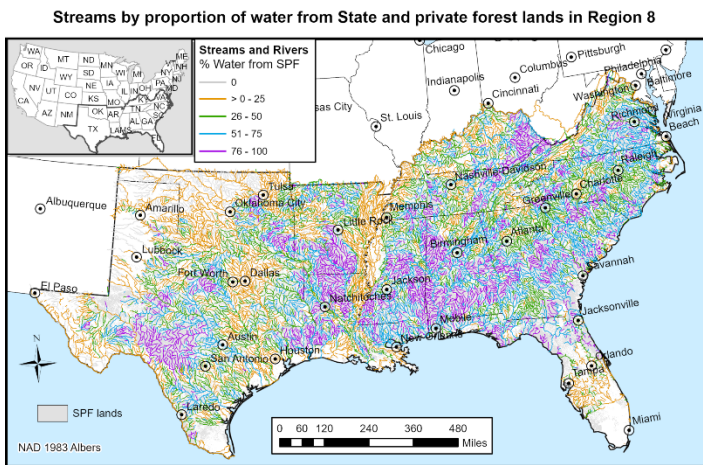 Streams by proportion of water from State and private forest lands in Region 8
WA
OR
ID
MT
WY
NV
UT
CA
AZ
CO
NM
ND
SD
NE
KS
OK
TX
MN
WI
IA
MO
AR
LA
MS
IL
IN
MI
OH
KY
TN
AL
GA
FL
SC
NC
VA
PA
NY
VT
ME
NH
MA
NJ
MD
Streams and Rivers
% Water from SPF
0
> 0 - 25
26 - 50
51 - 75
76 - 100
Chicago
Pittsburgh
Philadelphia
Columbus
Indianapolis
Baltimore
Washington
Cincinnati
sas City
St. Louis
Richmond
Virginia
Beach
Raleigh
Nashville-Davidson
Charlotte
Greenville
Tulsa
Oklahoma City
Amarillo
Albuquerque
Little Rock
Memphis
Atlanta
Birmingham
Lubbock
Fort Worth
Dallas
Jackson
Savannah
El Paso
Natchitoches
Mobile
Jacksonville
New Orleans
Austin
San Antonio
Houston
Orlando
Tampa
Laredo
Miami
N
SPF lands
NAD 1983 Albers
0 60 120 240 360 480
Miles